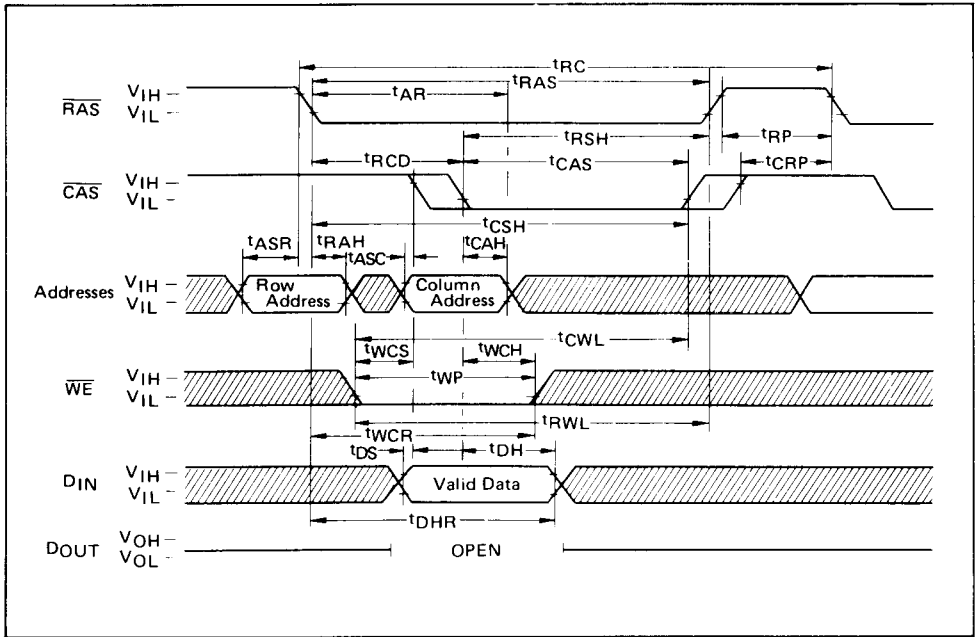 tRC
tRAS
tAR
RAS
VIH
VIL
tRSH
tRP
tRCD
tCAS
tCRP
CAS
VIH
VIL
tCSH
tASR
tRAH
tASC
tCAH
Addresses
VIH
VIL
Row Address
Column Address
tCWL
tWCS
tWCH
WE
VIH
VIL
tWP
tRWL
tWCR
tDS
tDH
DIN
VIH
VIL
Valid Data
tDHR
DOUT
VOH
VOL
OPEN